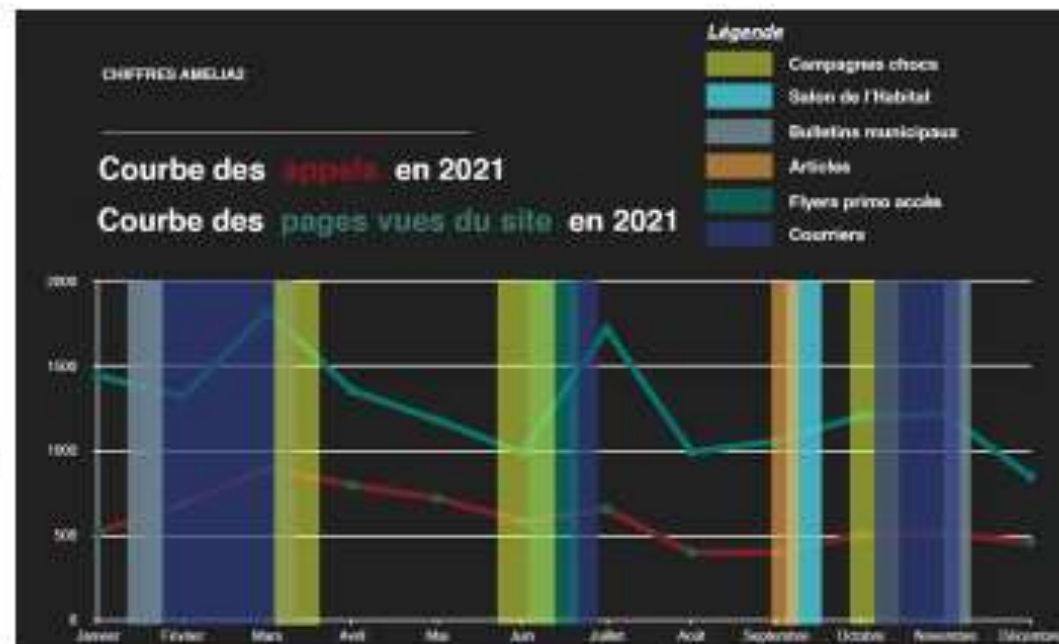 CHIFFRES AMELIA2
Courbe des appels en 2021
Courbe des pages vues du site en 2021
Légende
Campagnes chocs
Salon de l'Habitat
Bulletins municipaux
Articles
Flyers primo accès
Courriers
2000
1500
1000
500
0
Janvier Février Mars Avril Mai Juin Juillet Août Septembre Octobre Novembre Décembre